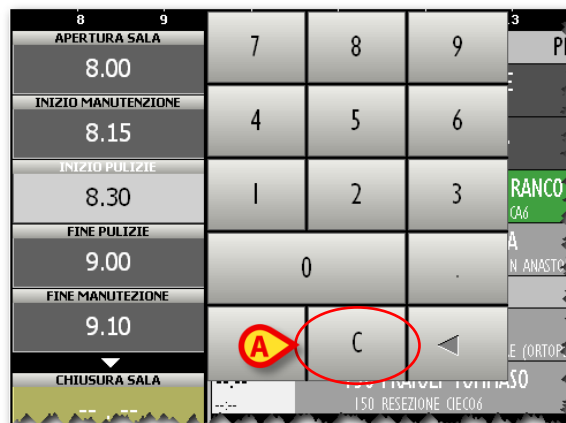 8 9
APERTURA SALA
8.00
INIZIO MANUTENZIONE
8.15
INIZIO PULIZIE
8.30
FINE PULIZIE
9.00
FINE MANUTEZIONE
9.10
CHIUSURA SALA
--.--
7 8 9
4 5 6
1 2 3
0 .
A C
RANCO
CA6
A
N ANASTO
LE (ORTOP
--.--
--:--
150 RESEZIONE CIECO6